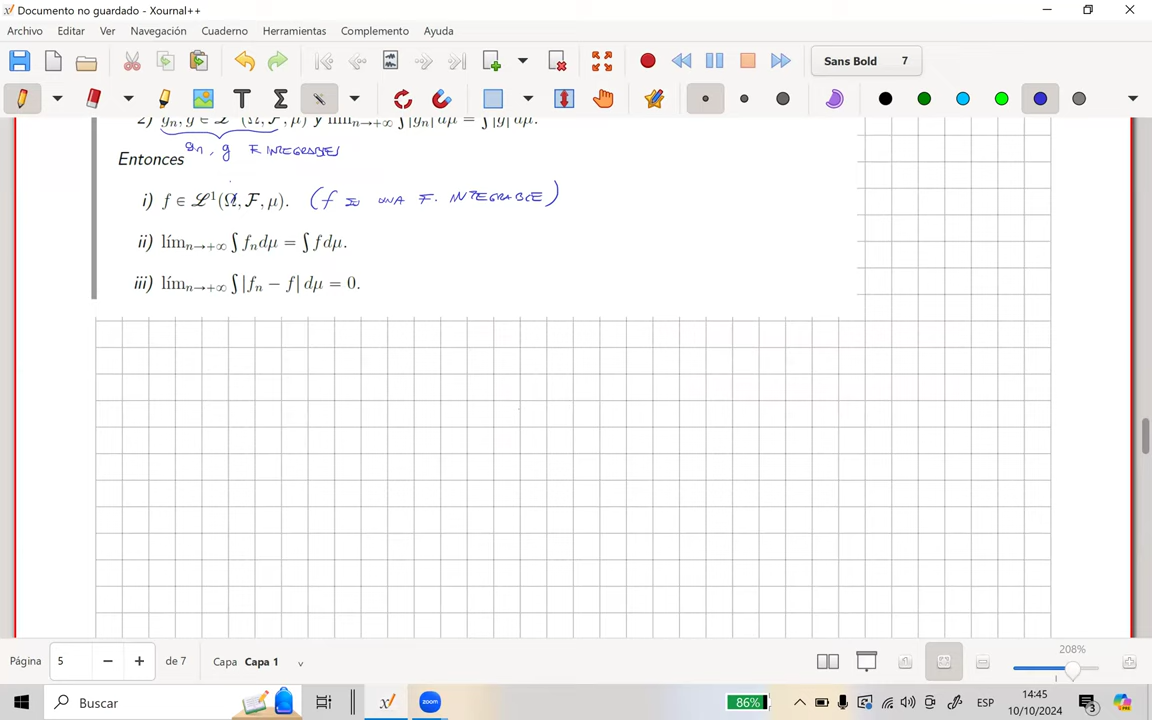 Documento no guardado - Xournal++
Archivo Editar Ver Navegación Cuaderno Herramientas Complemento Ayuda
Sans Bold 7
2) gₙ, g ∈ ℒ¹(Ω, ℱ, μ) y límₙ→+∞ ∫ |gₙ| dμ = ∫ |g| dμ.
gₙ, g F. INTEGRABLES
Entonces
i) f ∈ ℒ¹(Ω, ℱ, μ). (f ES UNA F. INTEGRABLE)
ii) límₙ→+∞ ∫ fₙdμ = ∫ fdμ.
iii) límₙ→+∞ ∫ |fₙ − f| dμ = 0.
Página 5 de 7 Capa Capa 1 208%
Buscar zoom 86% ESP 14:45
10/10/2024 3